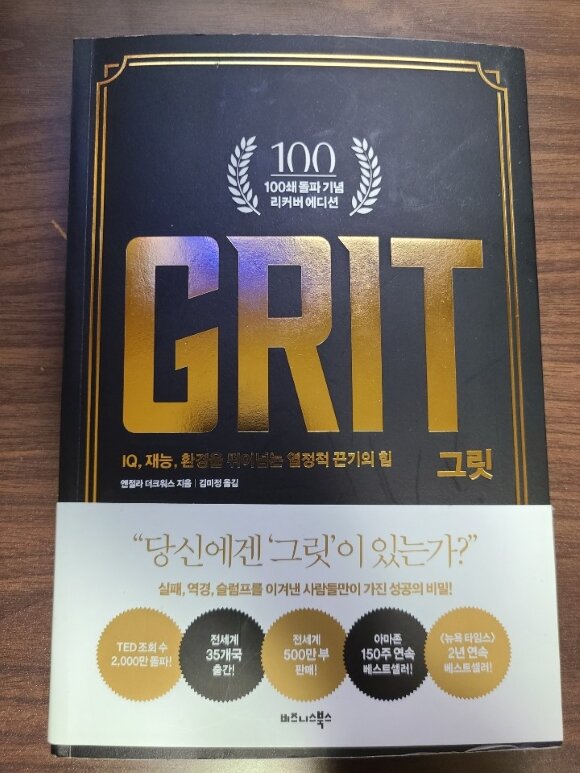 100
100쇄 돌파 기념
리커버 에디션
GRIT
IQ, 재능, 환경을 뛰어넘는 열정적 끈기의 힘
그릿
앤절라 더크워스 지음 | 김미정 옮김
“당신에겐 ‘그릿’이 있는가?”
실패, 역경, 슬럼프를 이겨낸 사람들만이 가진 성공의 비밀!
TED 조회 수
2,000만 돌파!
전세계
35개국
출간!
전세계
500만 부
판매!
아마존
150주 연속
베스트셀러!
〈뉴욕 타임스〉
2년 연속
베스트셀러!
비즈니스북스